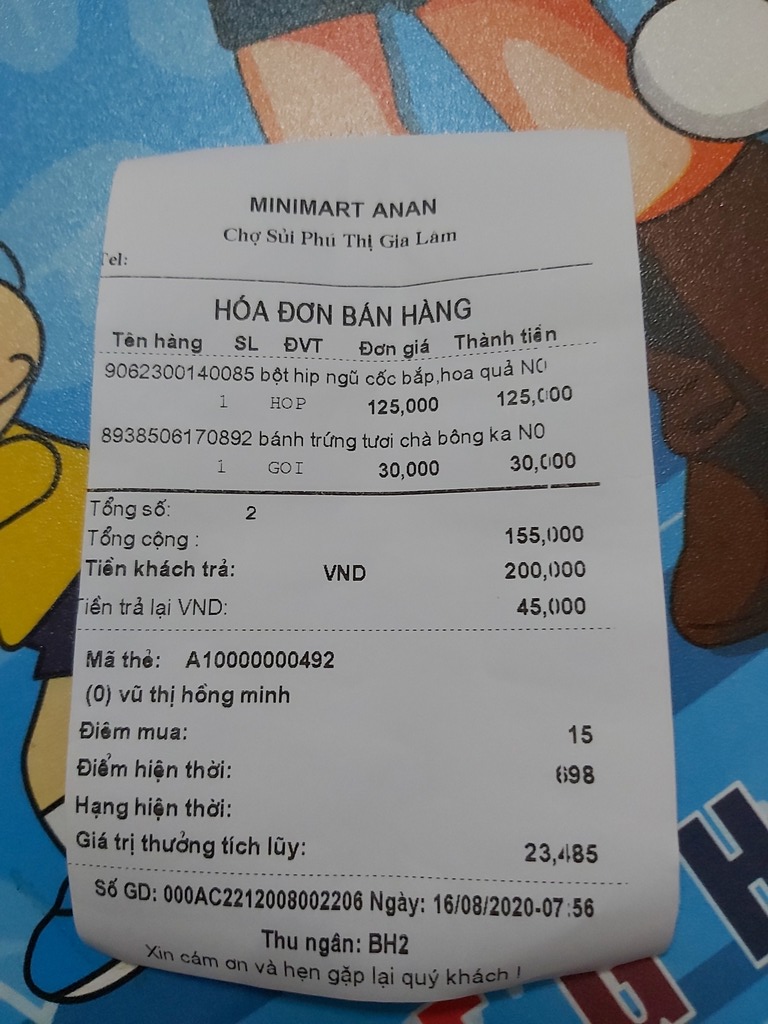 MINIMART ANAN
Chợ Sủi Phú Thị Gia Lâm
Tel:
HÓA ĐƠN BÁN HÀNG
Tên hàng SL ĐVT Đơn giá Thành tiền
9062300140085 bột hip ngũ cốc bắp,hoa quả NO
1 HOP 125,000 125,000
8938506170892 bánh trứng tươi chà bông ka NO
1 GOI 30,000 30,000
Tổng số: 2
Tổng cộng : 155,000
Tiền khách trả: VND 200,000
Tiền trả lại VND: 45,000
Mã thẻ: A10000000492
(0) vũ thị hồng minh
Điểm mua: 15
Điểm hiện thời: 698
Hạng hiện thời:
Giá trị thưởng tích lũy: 23,485
Số GD: 000AC2212008002206 Ngày: 16/08/2020-07:56
Thu ngân: BH2
Xin cám ơn và hẹn gặp lại quý khách !